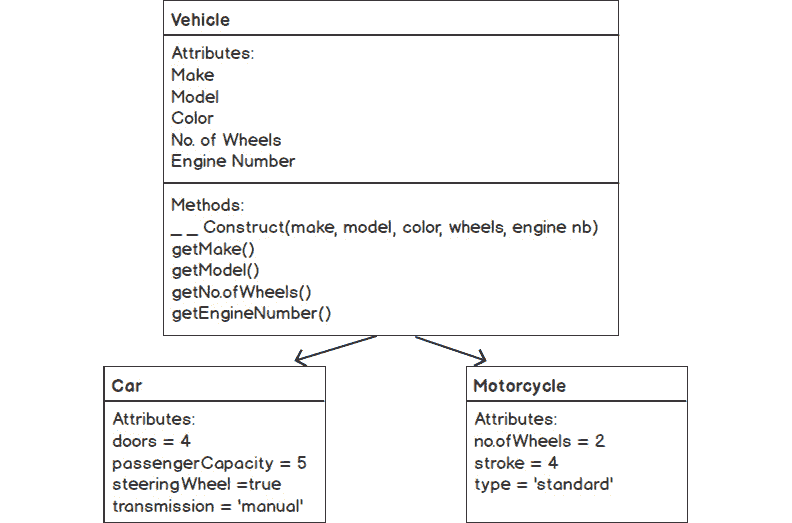 Vehicle
Attributes:
Make
Model
Color
No. of Wheels
Engine Number
Methods:
_ _ Construct(make, model, color, wheels, engine nb)
getMake()
getModel()
getNo.ofWheels()
getEngineNumber()
Car
Attributes:
doors = 4
passengerCapacity = 5
steeringWheel =true
transmission = 'manual'
Motorcycle
Attributes:
no.ofWheels = 2
stroke = 4
type = 'standard'